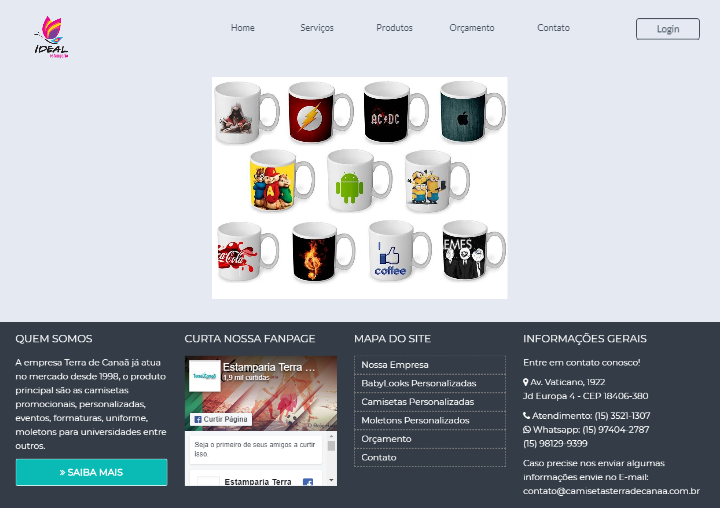 IDEAL
Home
Serviços
Produtos
Orçamento
Contato
Login
AC DC
I
coffee
EMES
QUEM SOMOS
A empresa Terra de Canaã já atua
no mercado desde 1998, o produto
principal são as camisetas
promocionais, personalizadas,
eventos, formaturas, uniforme,
moletons para universidades entre
outros.
» SAIBA MAIS
CURTA NOSSA FANPAGE
Estamparia Terra ...
1,9 mil curtidas
Curtir Página
Seja o primeiro de seus amigos a curtir
isso.
Estamparia Terra
MAPA DO SITE
Nossa Empresa
BabyLooks Personalizadas
Camisetas Personalizadas
Moletons Personalizados
Orçamento
Contato
INFORMAÇÕES GERAIS
Entre em contato conosco!
Av. Vaticano, 1922
Jd Europa 4 - CEP 18406-380
Atendimento: (15) 3521-1307
Whatsapp: (15) 97404-2787
(15) 98129-9399
Caso precise nos enviar algumas
informações envie no E-mail:
contato@camisetasterradecanaa.com.br